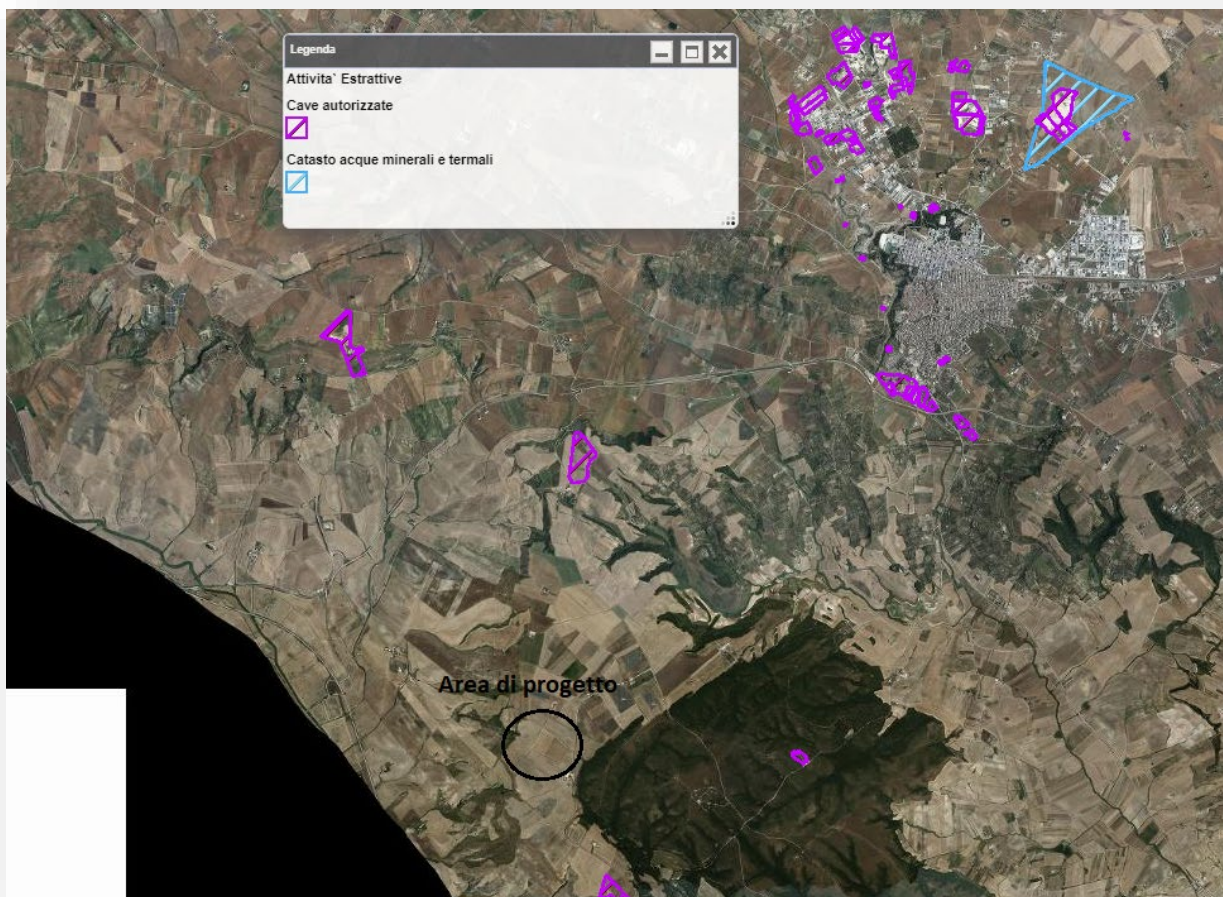 Legenda
Attivita` Estrattive
Cave autorizzate
Catasto acque minerali e termali
Area di progetto